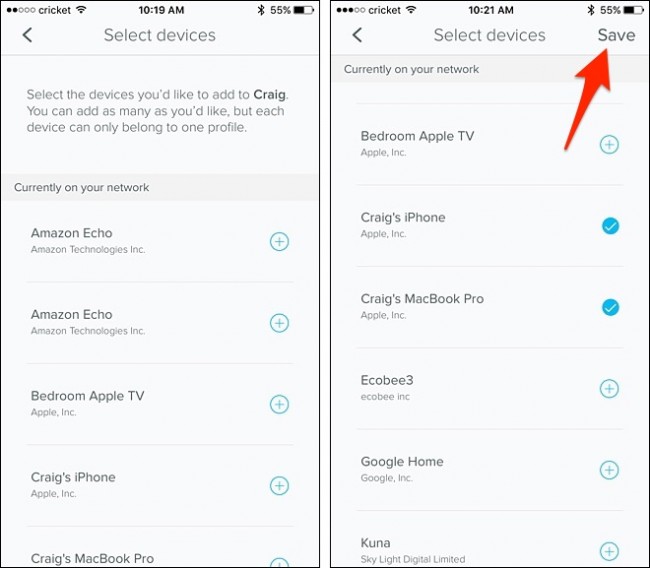 cricket 10:19 AM 55%
Select devices
Select the devices you'd like to add to Craig.
You can add as many as you'd like, but each
device can only belong to one profile.
Currently on your network
Amazon Echo
Amazon Technologies Inc.
Amazon Echo
Amazon Technologies Inc.
Bedroom Apple TV
Apple, Inc.
Craig's iPhone
Apple, Inc.
Craig's MacBook Pro
cricket 10:21 AM 55%
Select devices Save
Currently on your network
Bedroom Apple TV
Apple, Inc.
Craig's iPhone
Apple, Inc.
Craig's MacBook Pro
Apple, Inc.
Ecobee3
ecobee inc
Google Home
Google, Inc.
Kuna
Sky Light Digital Limited